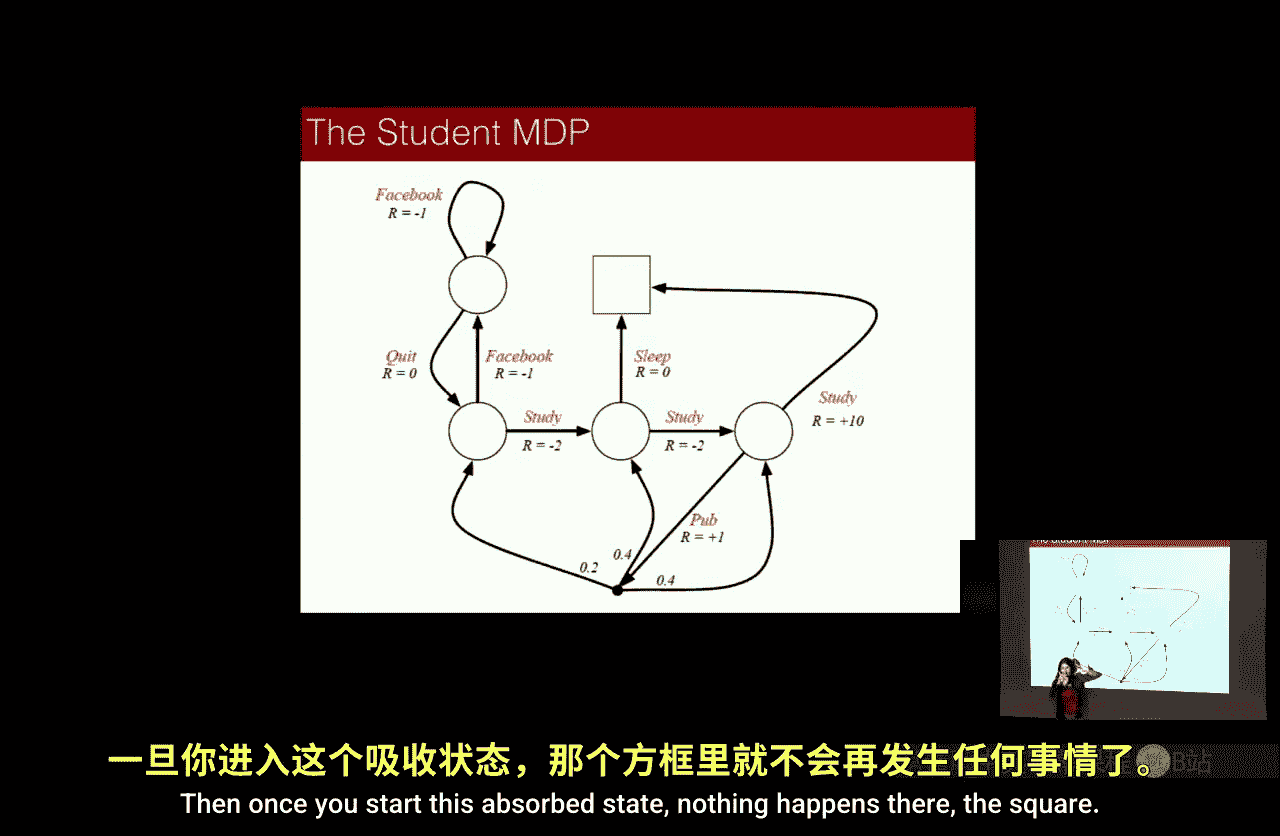 The Student MDP
Facebook
R = -1
Quit
R = 0
Facebook
R = -1
Sleep
R = 0
Study
R = -2
Study
R = -2
Study
R = +10
Pub
R = +1
0.2
0.4
0.4
一旦你进入这个吸收状态，那个方框里就不会再发生任何事情了。
B站
Then once you start this absorbed state, nothing happens there, the square.